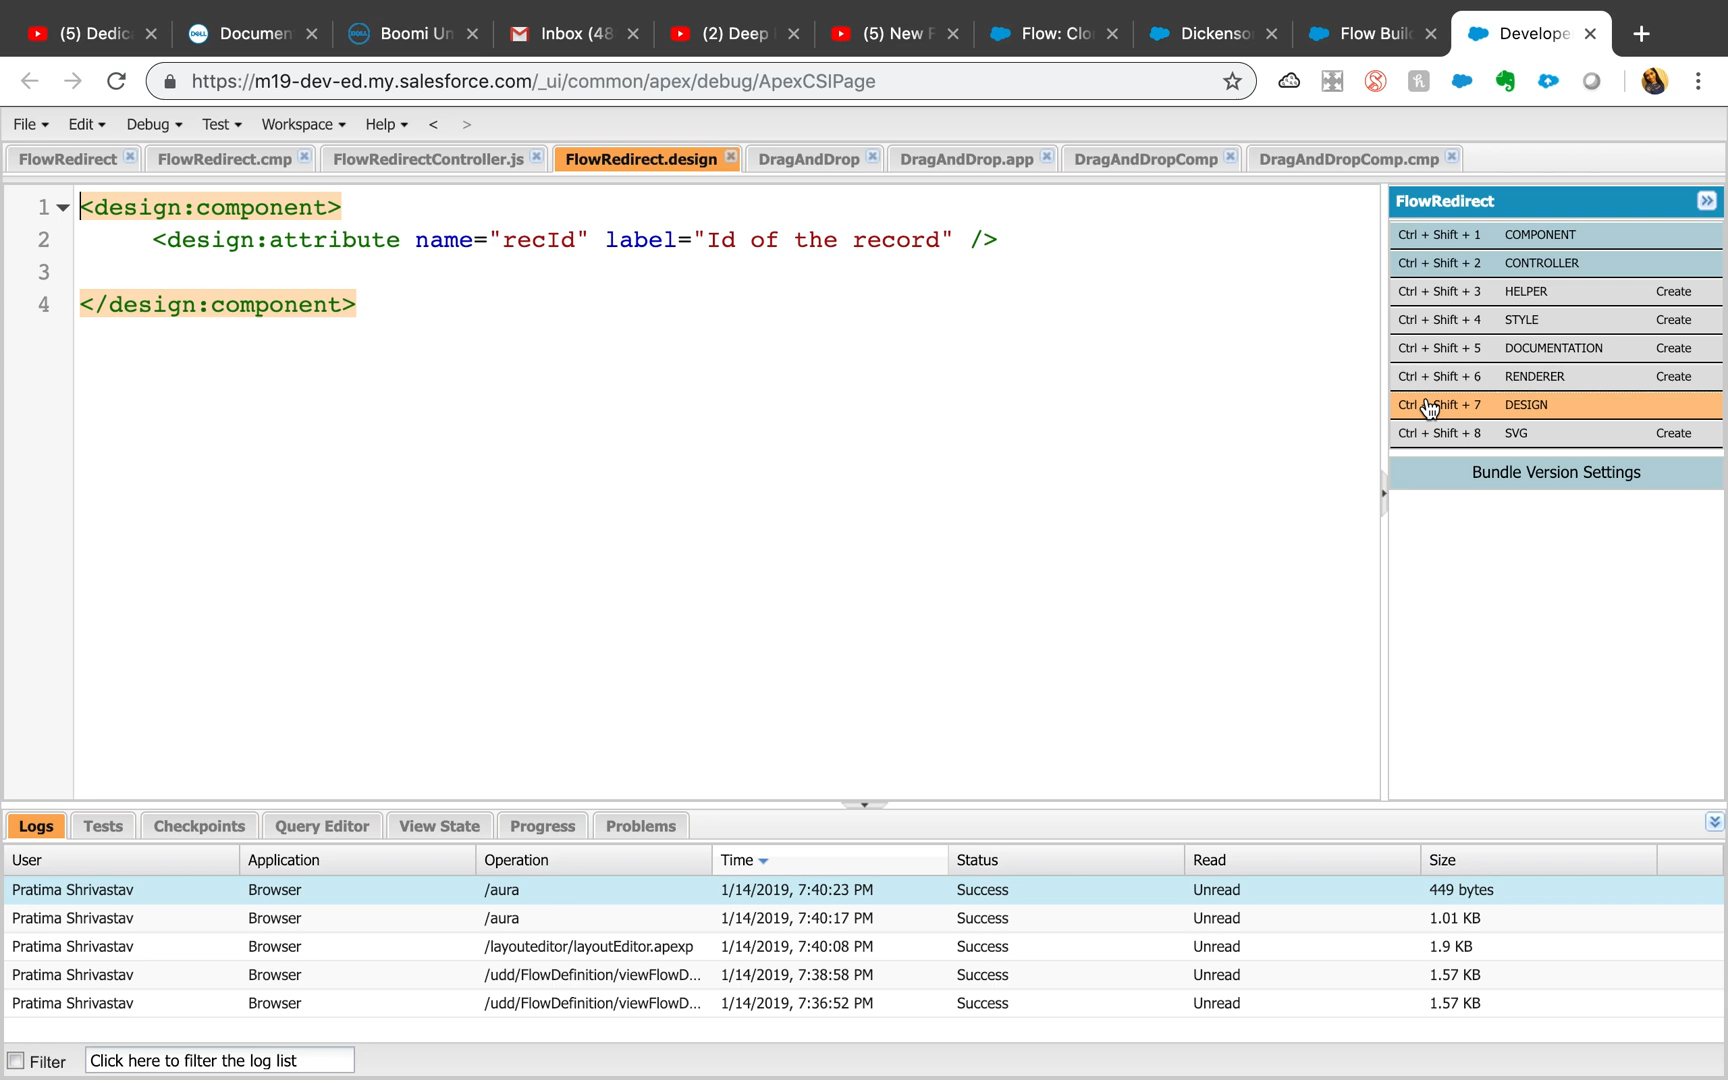 (5) Dedic Documen Boomi Un Inbox (48 (2) Deep (5) New F Flow: Clo Dickenso Flow Buil Develope
https://m19-dev-ed.my.salesforce.com/_ui/common/apex/debug/ApexCSIPage
File Edit Debug Test Workspace Help < >
FlowRedirect FlowRedirect.cmp FlowRedirectController.js FlowRedirect.design DragAndDrop DragAndDrop.app DragAndDropComp DragAndDropComp.cmp
1 <design:component>
2 <design:attribute name="recId" label="Id of the record" />
3
4 </design:component>
FlowRedirect
Ctrl + Shift + 1 COMPONENT
Ctrl + Shift + 2 CONTROLLER
Ctrl + Shift + 3 HELPER Create
Ctrl + Shift + 4 STYLE Create
Ctrl + Shift + 5 DOCUMENTATION Create
Ctrl + Shift + 6 RENDERER Create
Ctrl + Shift + 7 DESIGN
Ctrl + Shift + 8 SVG Create
Bundle Version Settings
Logs Tests Checkpoints Query Editor View State Progress Problems
User Application Operation Time Status Read Size
Pratima Shrivastav Browser /aura 1/14/2019, 7:40:23 PM Success Unread 449 bytes
Pratima Shrivastav Browser /aura 1/14/2019, 7:40:17 PM Success Unread 1.01 KB
Pratima Shrivastav Browser /layouteditor/layoutEditor.apexp 1/14/2019, 7:40:08 PM Success Unread 1.9 KB
Pratima Shrivastav Browser /udd/FlowDefinition/viewFlowD... 1/14/2019, 7:38:58 PM Success Unread 1.57 KB
Pratima Shrivastav Browser /udd/FlowDefinition/viewFlowD... 1/14/2019, 7:36:52 PM Success Unread 1.57 KB
Filter Click here to filter the log list